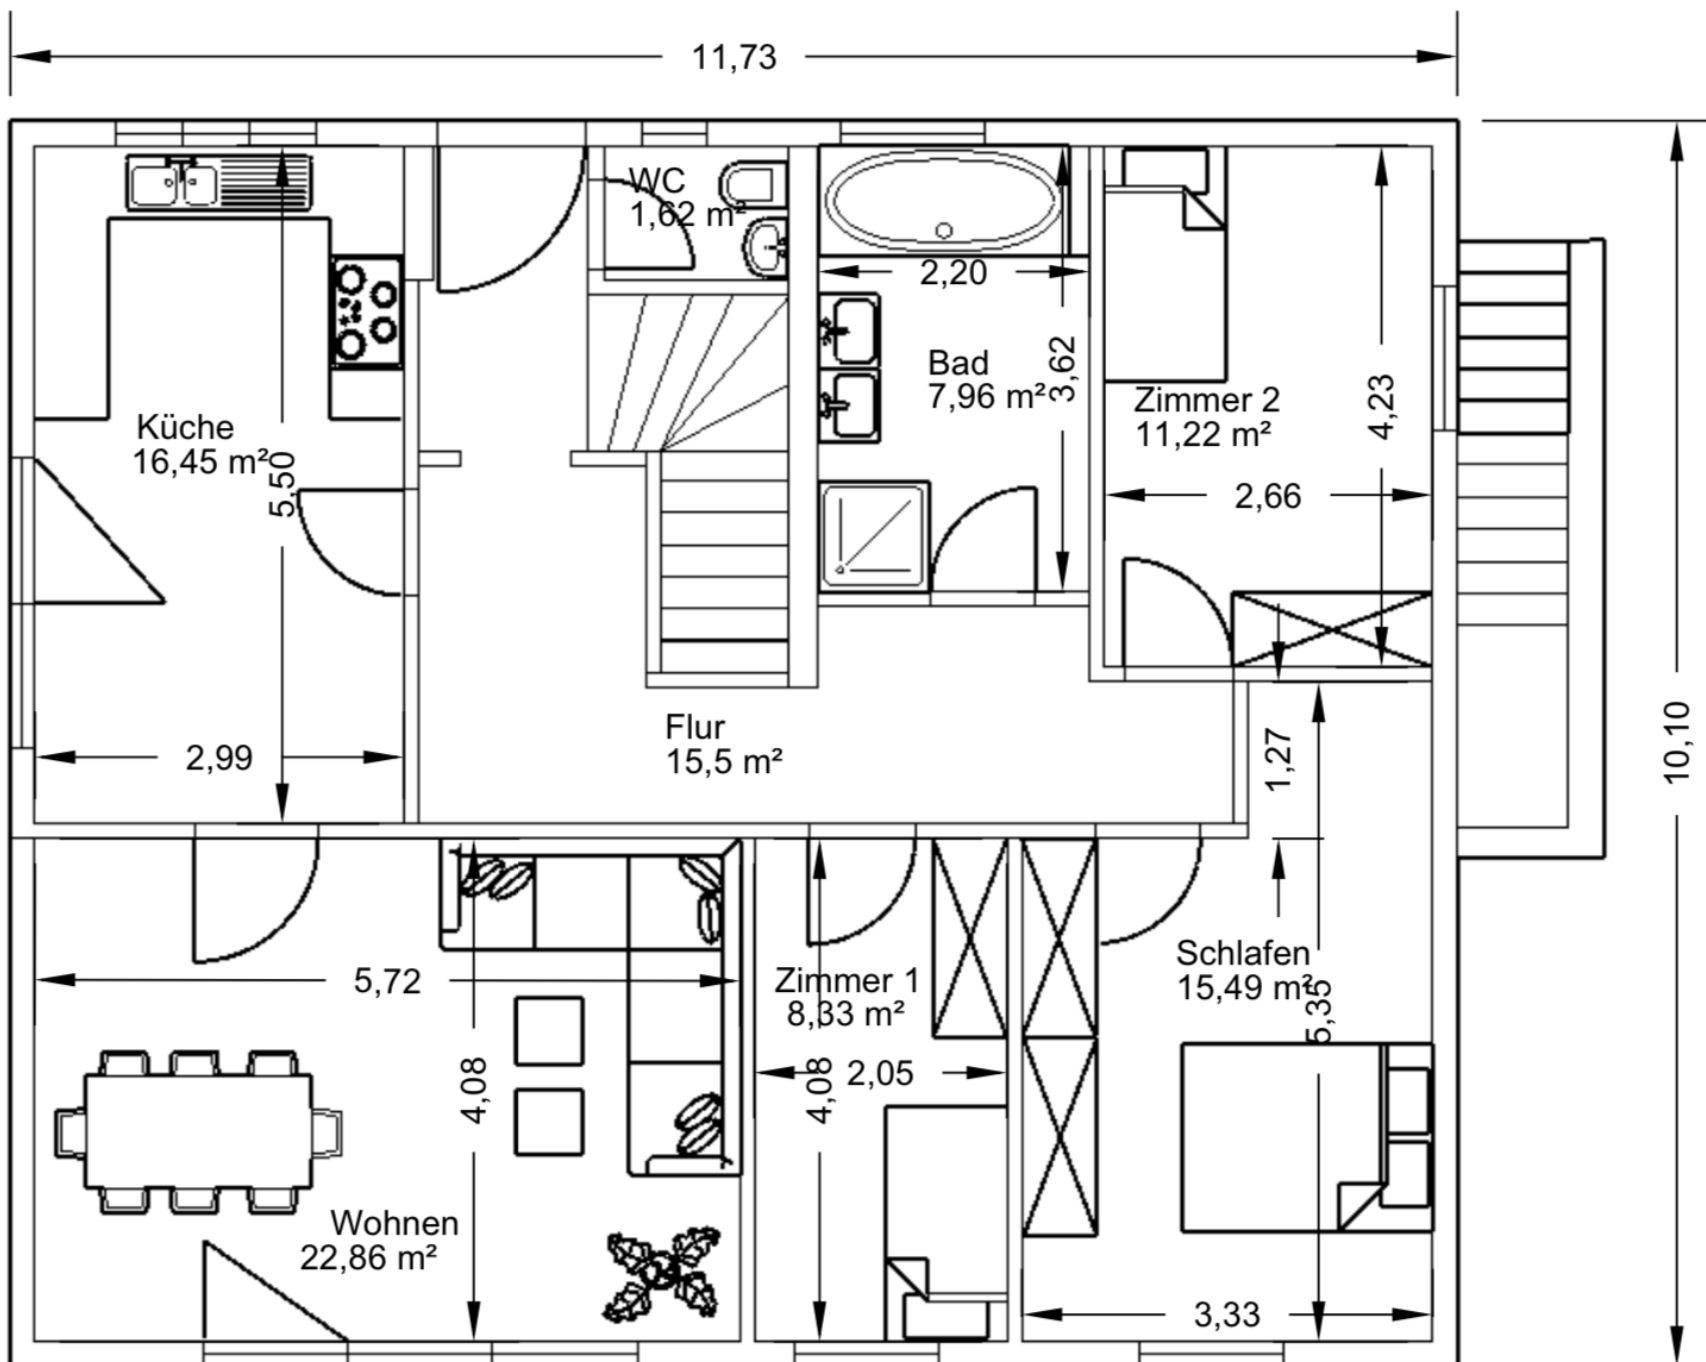 11,73
WC
1,62 m²
2,20
Bad
7,96 m²
3,62
Zimmer 2
11,22 m²
4,23
2,66
Küche
16,45 m²
5,50
2,99
Flur
15,5 m²
1,27
10,10
5,72
Zimmer 1
8,33 m²
Schlafen
15,49 m²
5,35
4,08
4,08
2,05
Wohnen
22,86 m²
3,33